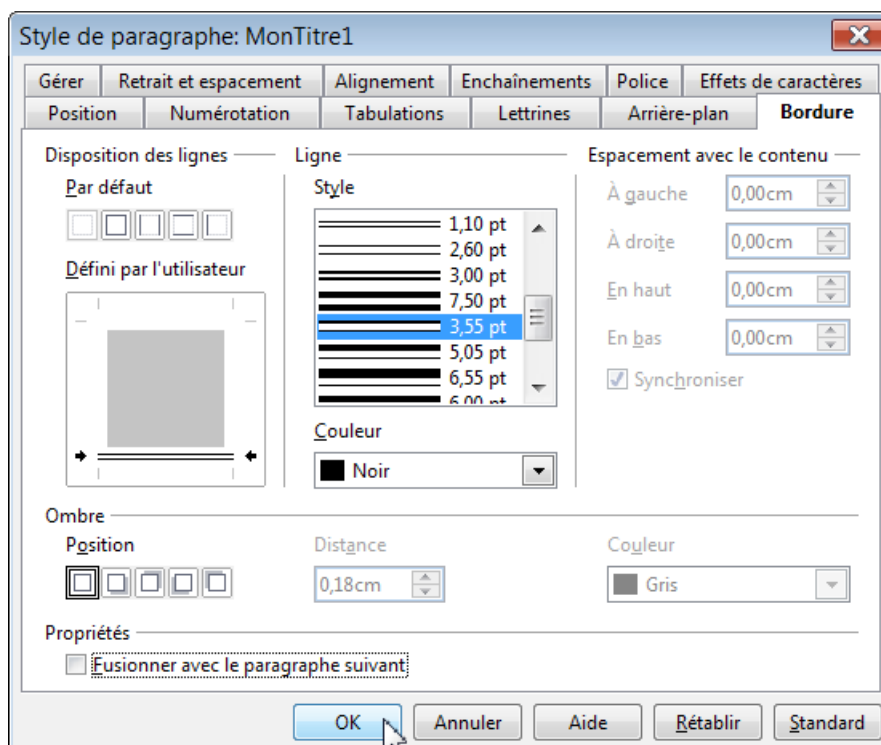 Style de paragraphe: MonTitre1
Gérer Retrait et espacement Alignement Enchaînements Police Effets de caractères
Position Numérotation Tabulations Lettrines Arrière-plan Bordure
Disposition des lignes Ligne Espacement avec le contenu
Par défaut Style À gauche 0,00cm
1,10 pt
2,60 pt À droite 0,00cm
Défini par l'utilisateur 3,00 pt En haut 0,00cm
7,50 pt
3,55 pt En bas 0,00cm
5,05 pt
6,55 pt Synchroniser
6,00 pt
Couleur
Noir
Ombre
Position Distance Couleur
0,18cm Gris
Propriétés
Fusionner avec le paragraphe suivant
OK Annuler Aide Rétablir Standard